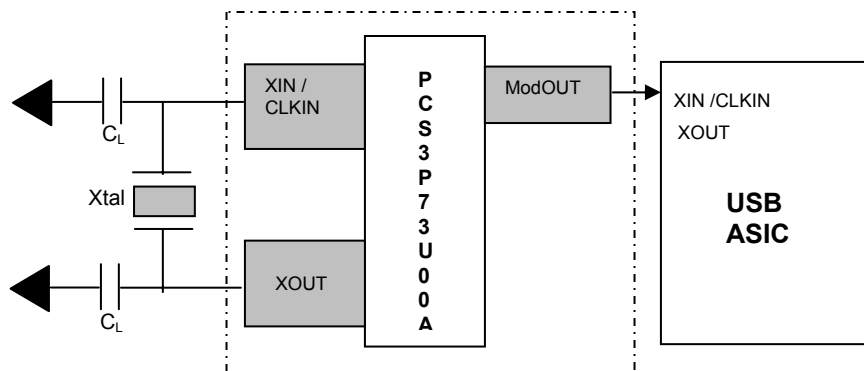 XIN /
CLKIN
C_L
Xtal
XOUT
C_L
PCS3P73U00A
ModOUT
XIN /CLKIN
XOUT
USB
ASIC